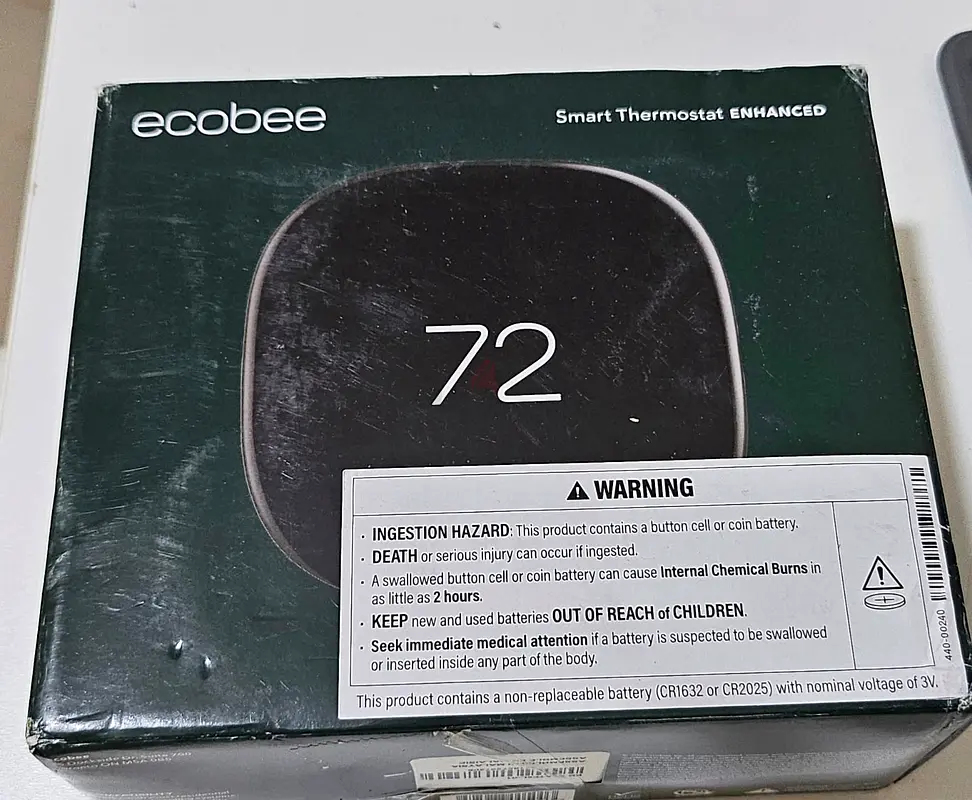 ecobee
Smart Thermostat ENHANCED
72
WARNING
· INGESTION HAZARD: This product contains a button cell or coin battery.
· DEATH or serious injury can occur if ingested.
· A swallowed button cell or coin battery can cause Internal Chemical Burns in
as little as 2 hours.
· KEEP new and used batteries OUT OF REACH of CHILDREN.
· Seek immediate medical attention if a battery is suspected to be swallowed
or inserted inside any part of the body.
This product contains a non-replaceable battery (CR1632 or CR2025) with nominal voltage of 3V.
440-00240